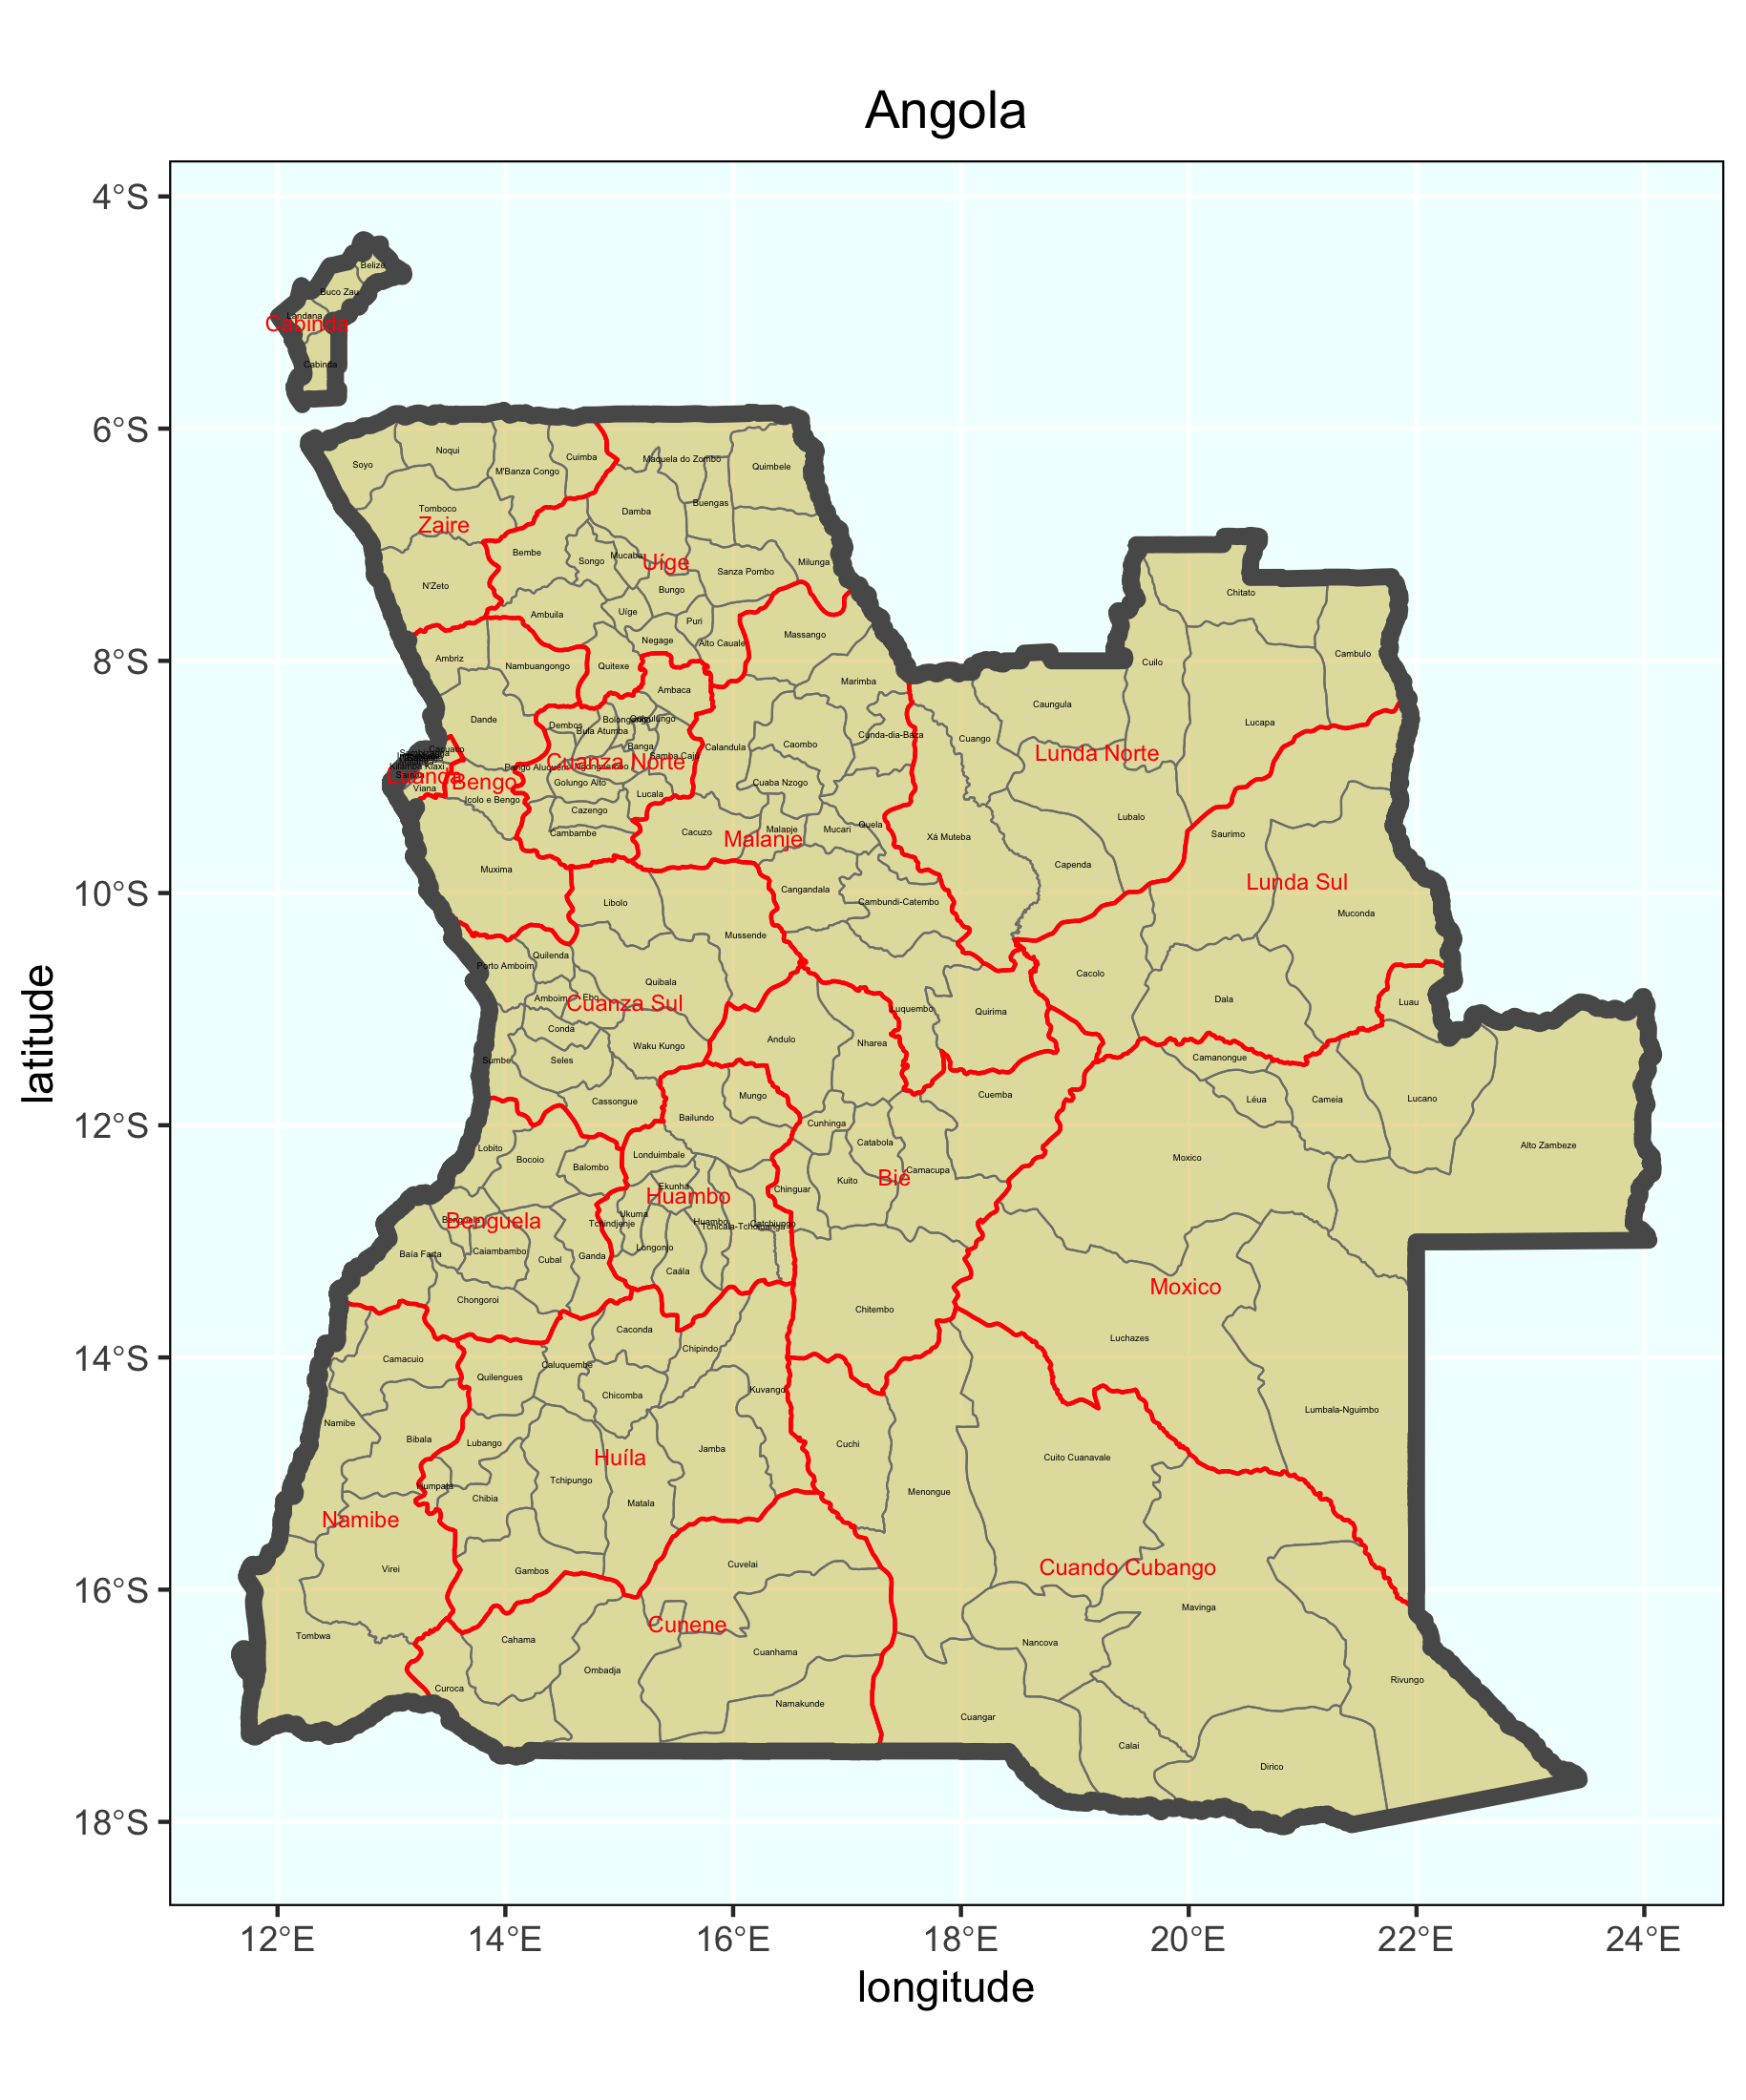 Angola
4°S
Belize
Buco Zau
Landana
Cabinda
Cabinda
6°S
Noqui
Cuimba
Soyo
M'Banza Congo
Maquela do Zombo
Quimbele
Buengas
Tomboco
Damba
Zaire
Bembe
Songo
Mucaba
Uíge
Milunga
Sanza Pombo
N'Zeto
Bungo
Chitato
Ambuila
Uíge
Puri
Negage
Alto Cauale
Massango
8°S
Ambriz
Nambuangongo
Quitexe
Cuilo
Cambulo
Marimba
Ambaca
Caungula
Dande
Dembos
Bula Atumba
Lucapa
Cunda-dia-Baza
Cuango
Banga
Calandula
Caombo
Cacuaco
Samba Cajú
Lunda Norte
Cuanza Norte
Kilamba Kiaxi
Luanda
Bengo
Golungo Alto
Cuaba Nzogo
Viana
Icolo e Bengo
Lucala
Cazengo
Lubalo
Cambambe
Cacuzo
Malanje
Mucari
Quela
Xá Muteba
Saurimo
Malanje
Muxima
Capenda
10°S
Cangandala
Lunda Sul
Libolo
Cambundi-Catembo
Muconda
Mussende
Quilenda
Porto Amboim
Cacolo
Quibala
Amboim
Ebo
Cuanza Sul
Dala
Luau
Luquembo
Quirima
Conda
Andulo
Nharea
Waku Kungo
Sumbe
Seles
Camanongue
Cassongue
Mungo
Cuemba
Léua
Cameia
Lucano
12°S
Bailundo
Cunhinga
Catabola
Alto Zambeze
Lobito
Bocoio
Balombo
Londuimbale
Moxico
Camacupa
Kuito
Bié
Ekunha
Chinguar
Huambo
Ukuma
Benguela
Tchindjenje
Huambo
Baía Farta
Caiambambo
Cubal
Ganda
Longonjo
Caála
Moxico
Chongoroi
Chitembo
Caconda
Luchazes
Chipindo
14°S
Camacuio
Caluquembe
Quilengues
Kuvango
Chicomba
Lumbala-Nguimbo
Namibe
Bibala
Lubango
Jamba
Cuchi
Huíla
Cuito Cuanavale
Humpata
Tchipungo
Menongue
Chibia
Matala
Namibe
Virei
Gambos
Cuvelai
Cuando Cubango
16°S
Mavinga
Cunene
Tombwa
Cahama
Nancova
Cuanhama
Ombadja
Rivungo
Curoca
Namakunde
Cuangar
Calai
Dirico
18°S
latitude
12°E 14°E 16°E 18°E 20°E 22°E 24°E
longitude